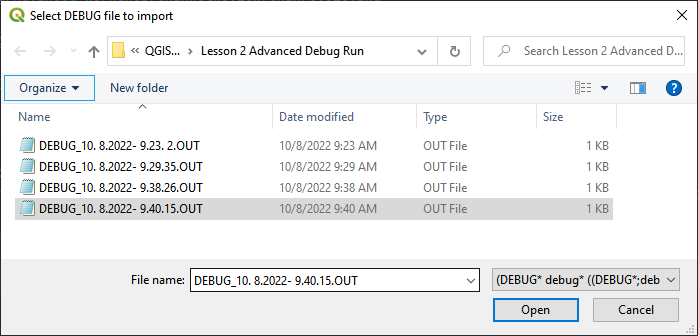 Select DEBUG file to import
« QGIS... › Lesson 2 Advanced Debug Run
Search Lesson 2 Advanced D...
Organize New folder
Name Date modified Type Size
DEBUG_10. 8.2022- 9.23. 2.OUT 10/8/2022 9:23 AM OUT File 1 KB
DEBUG_10. 8.2022- 9.29.35.OUT 10/8/2022 9:29 AM OUT File 1 KB
DEBUG_10. 8.2022- 9.38.26.OUT 10/8/2022 9:38 AM OUT File 1 KB
DEBUG_10. 8.2022- 9.40.15.OUT 10/8/2022 9:40 AM OUT File 1 KB
File name: DEBUG_10. 8.2022- 9.40.15.OUT (DEBUG* debug* ((DEBUG*;deb
Open Cancel